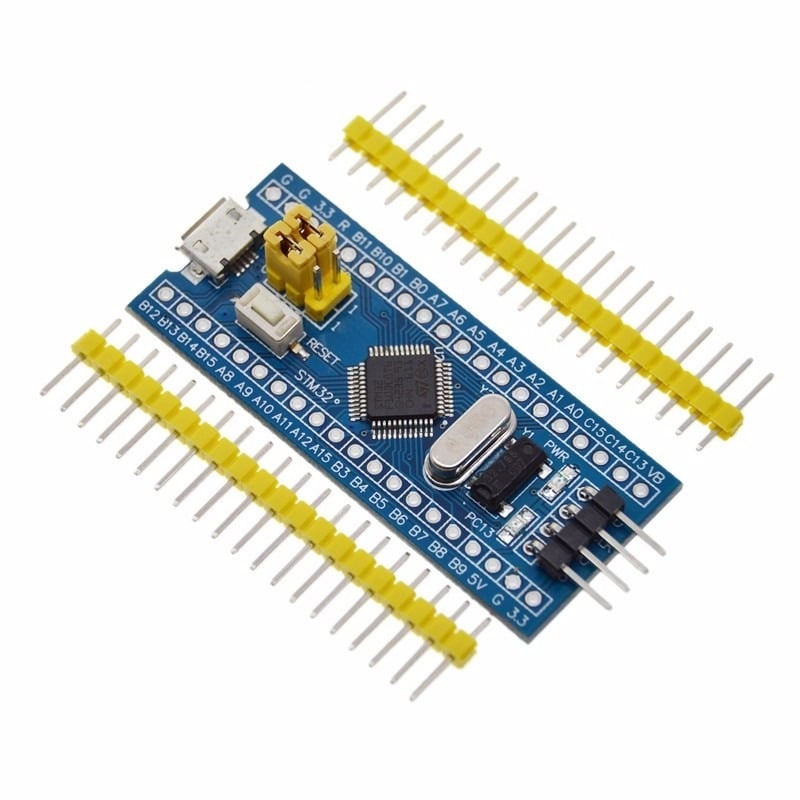 G G 3.3 R B11 B10 B1 B0 A7 A6 A5 A4 A3 A2 A1 A0 C15 C14 C13 VB
RESET
STM32
PWR
PC13
B12 B13 B14 B15 A8 A9 A10 A11 A12 A15 B3 B4 B5 B6 B7 B8 B9 5V G 3.3